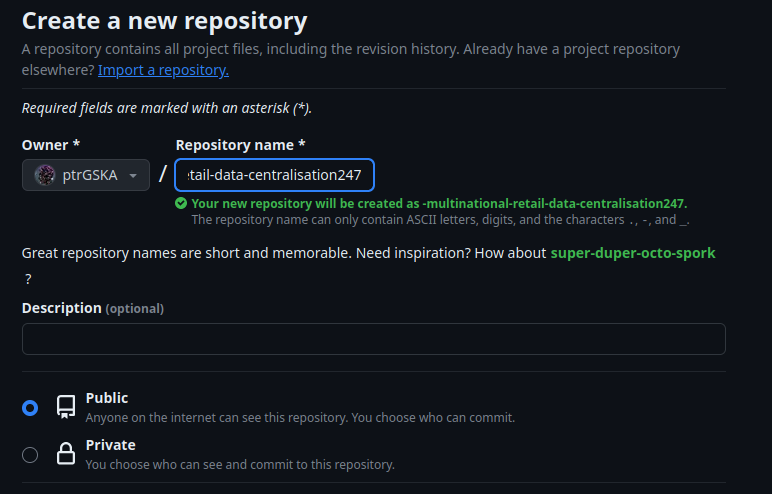 Create a new repository
A repository contains all project files, including the revision history. Already have a project repository
elsewhere? Import a repository.
Required fields are marked with an asterisk (*).
Owner * Repository name *
ptrGSKA / etail-data-centralisation247
Your new repository will be created as -multinational-retail-data-centralisation247.
The repository name can only contain ASCII letters, digits, and the characters ., -, and _.
Great repository names are short and memorable. Need inspiration? How about super-duper-octo-spork
?
Description (optional)
Public
Anyone on the internet can see this repository. You choose who can commit.
Private
You choose who can see and commit to this repository.